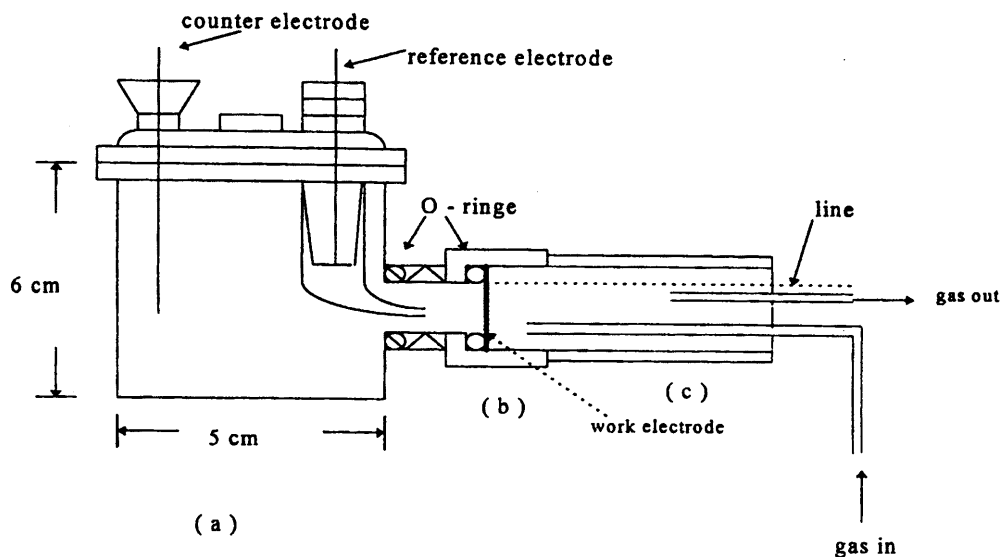 counter electrode
reference electrode
O - ringe
line
6 cm
gas out
( b )
( c )
work electrode
5 cm
( a )
gas in